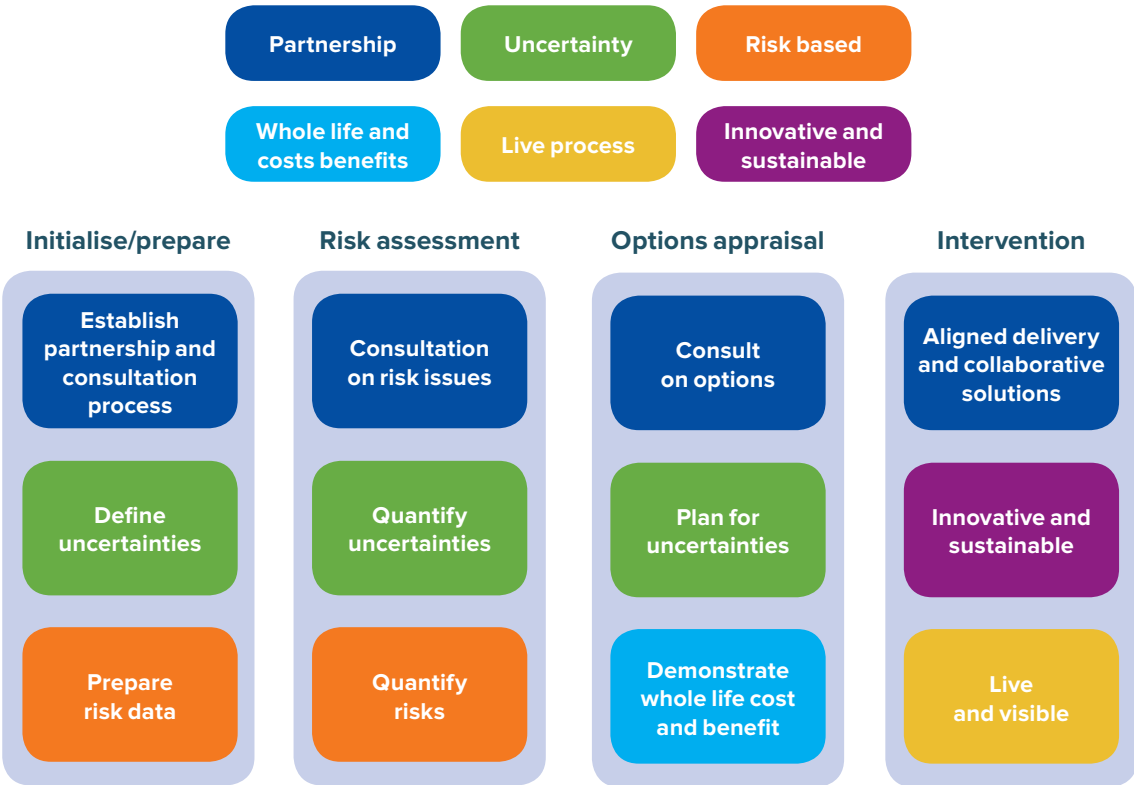 Partnership
Uncertainty
Risk based
Whole life and
costs benefits
Live process
Innovative and
sustainable
Initialise/prepare
Risk assessment
Options appraisal
Intervention
Establish
partnership and
consultation
process
Consultation
on risk issues
Consult
on options
Aligned delivery
and collaborative
solutions
Define
uncertainties
Quantify
uncertainties
Plan for
uncertainties
Innovative and
sustainable
Prepare
risk data
Quantify
risks
Demonstrate
whole life cost
and benefit
Live
and visible